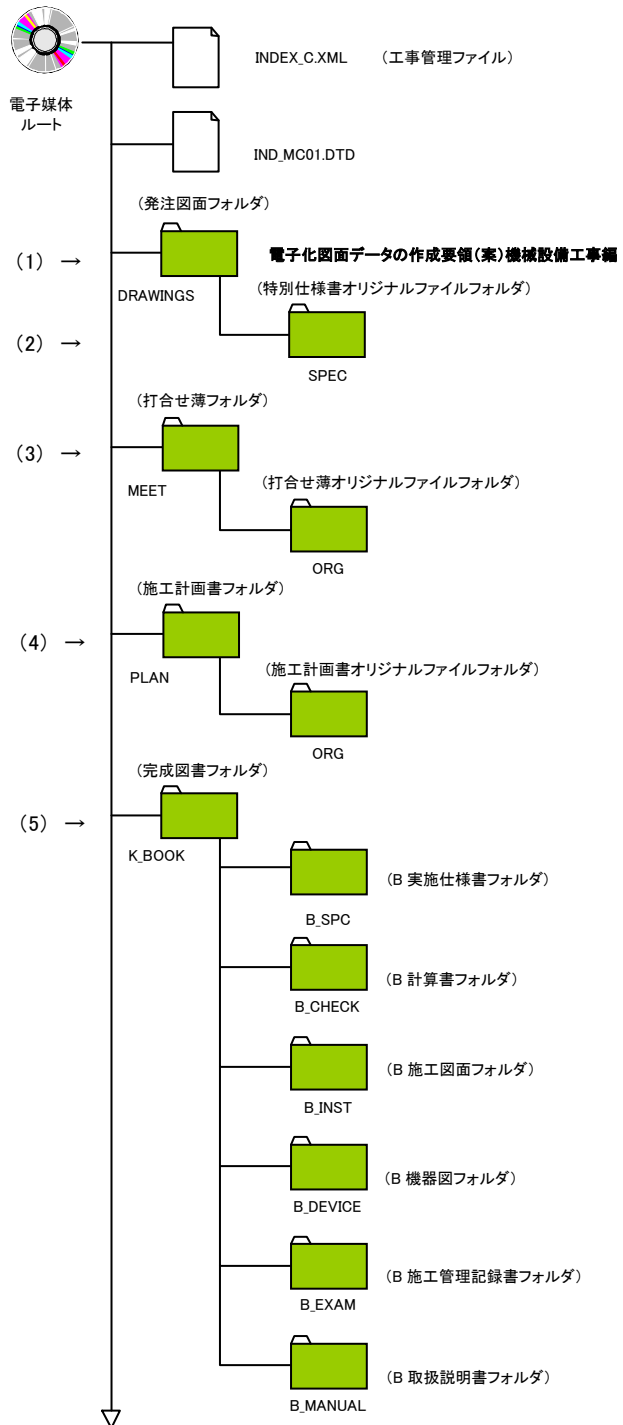 INDEX_C.XML （工事管理ファイル）
電子媒体
ルート
IND_MC01.DTD
（発注図面フォルダ）
(1) →
電子化図面データの作成要領（案）機械設備工事編
DRAWINGS
（特別仕様書オリジナルファイルフォルダ）
(2) →
SPEC
（打合せ薄フォルダ）
(3) →
（打合せ薄オリジナルファイルフォルダ）
MEET
ORG
（施工計画書フォルダ）
(4) →
（施工計画書オリジナルファイルフォルダ）
PLAN
ORG
（完成図書フォルダ）
(5) →
K_BOOK
（B 実施仕様書フォルダ）
B_SPC
（B 計算書フォルダ）
B_CHECK
（B 施工図面フォルダ）
B_INST
（B 機器図フォルダ）
B_DEVICE
（B 施工管理記録書フォルダ）
B_EXAM
（B 取扱説明書フォルダ）
B_MANUAL